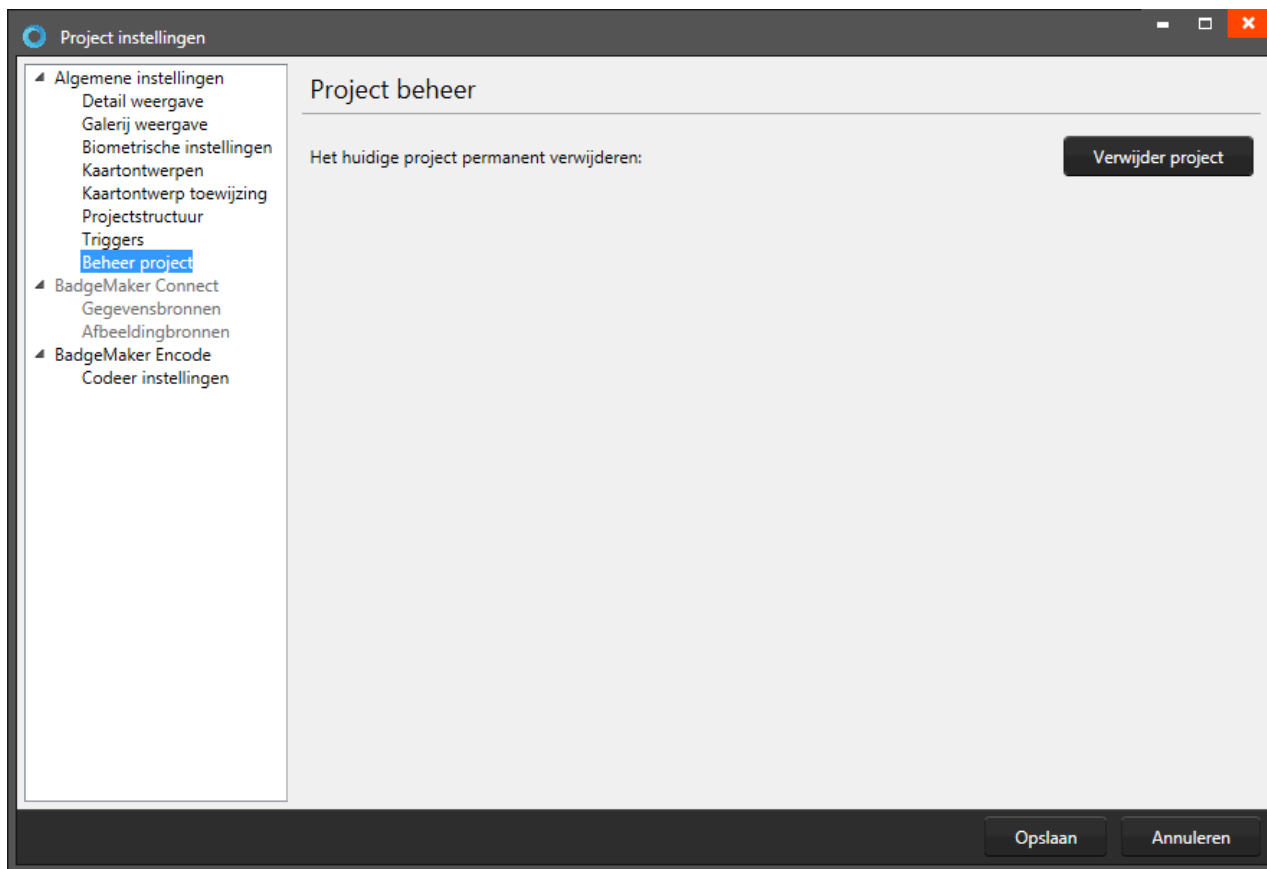 Project instellingen
Algemene instellingen
Detail weergave
Galerij weergave
Biometrische instellingen
Kaartontwerpen
Kaartontwerp toewijzing
Projectstructuur
Triggers
Beheer project
BadgeMaker Connect
Gegevensbronnen
Afbeeldingbronnen
BadgeMaker Encode
Codeer instellingen
Project beheer
Het huidige project permanent verwijderen:
Verwijder project
Opslaan
Annuleren